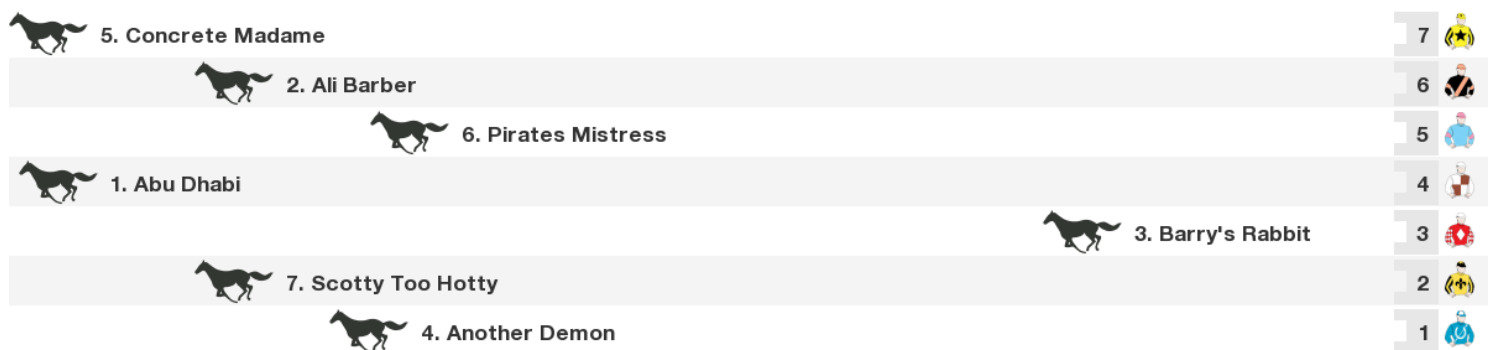 5. Concrete Madame 7
2. Ali Barber 6
6. Pirates Mistress 5
1. Abu Dhabi 4
3. Barry's Rabbit 3
7. Scotty Too Hotty 2
4. Another Demon 1